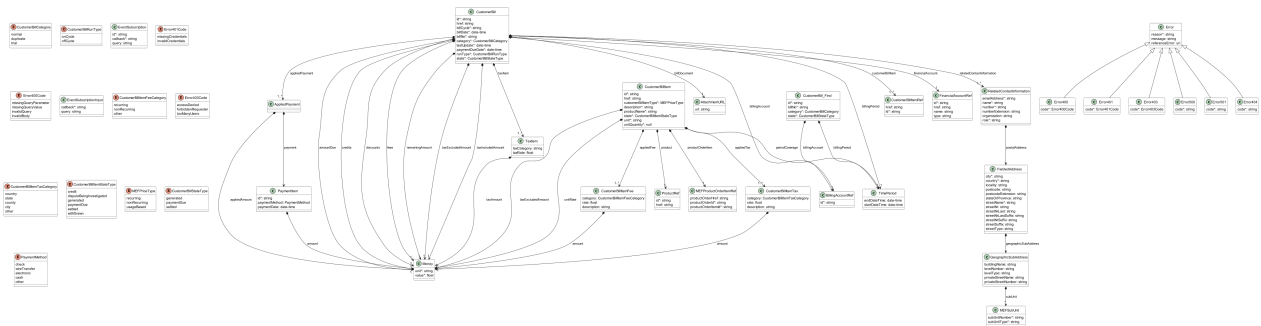 CustomerBillCategory
normal
duplicate
trial
CustomerBillRunType
onCycle
offCycle
EventSubscription
id*: string
callback*: string
query: string
Error401Code
missingCredentials
invalidCredentials
CustomerBill
id*: string
href: string
billCycle*: string
billDate*: date-time
billNo*: string
category*: CustomerBillCategory
lastUpdate*: date-time
paymentDueDate*: date-time
runType*: CustomerBillRunType
state*: CustomerBillStateType
Error
reason*: string
message: string
referenceError: uri
appliedPayment
taxItem
billDocument
customerBillItem
financialAccount
relatedContactInformation
Error400Code
missingQueryParameter
missingQueryValue
invalidQuery
invalidBody
EventSubscriptionInput
callback*: string
query: string
CustomerBillItemFeeCategory
recurring
nonRecurring
other
Error403Code
accessDenied
forbiddenRequester
tooManyUsers
AppliedPayment
CustomerBillItem
id*: string
href: string
customerBillItemType*: MEFPriceType
description*: string
productName*: string
state*: CustomerBillItemStateType
unit*: string
AttachmentURL
url: string
billingAccount
CustomerBill_Find
id*: string
billNo*: string
category*: CustomerBillCategory
state*: CustomerBillStateType
billingPeriod
CustomerBillItemRef
href: string
id*: string
FinancialAccountRef
id*: string
href: string
name: string
type: string
RelatedContactInformation
emailAddress*: string
name*: string
number*: string
numberExtension: string
organization: string
role*: string
Error400
code*: Error400Code
Error401
code*: Error401Code
Error403
code*: Error403Code
Error500
code*: string
Error501
code*: string
Error404
code*: string
payment
amountDue
credits
discounts
fees
remainingAmount
taxExcludedAmount
taxIncludedAmount
TaxItem
taxCategory*: string
taxRate: float
appliedFee
product
productOrderItem
appliedTax
periodCoverage
billingAccount
billingPeriod
postalAddress
CustomerBillItemTaxCategory
country
state
county
city
other
CustomerBillItemStateType
credit
disputeBeingInvestigated
generated
paymentDue
settled
withdrawn
MEFPriceType
recurring
nonRecurring
usageBased
CustomerBillStateType
generated
paymentDue
settled
appliedAmount
PaymentItem
id*: string
paymentMethod: PaymentMethod
paymentDate: date-time
taxAmount
taxExcludedAmount
unitRate
CustomerBillItemFee
category: CustomerBillItemFeeCategory
rate: float
description: string
ProductRef
id*: string
href: string
MEFProductOrderItemRef
productOrderHref: string
productOrderId*: string
productOrderItemId*: string
CustomerBillItemTax
category: CustomerBillItemTaxCategory
rate: float
description: string
BillingAccountRef
id*: string
TimePeriod
endDateTime: date-time
startDateTime: date-time
FieldedAddress
city*: string
country*: string
locality: string
postcode: string
postcodeExtension: string
stateOrProvince: string
streetName*: string
streetNr: string
streetNrLast: string
streetNrLastSuffix: string
streetNrSuffix: string
streetSuffix: string
streetType: string
amount
amount
amount
geographicSubAddress
PaymentMethod
check
wireTransfer
electronic
cash
other
Money
unit*: string
value*: float
GeographicSubAddress
buildingName: string
levelNumber: string
levelType: string
privateStreetName: string
privateStreetNumber: string
subUnit
MEFSubUnit
subUnitNumber*: string
subUnitType*: string